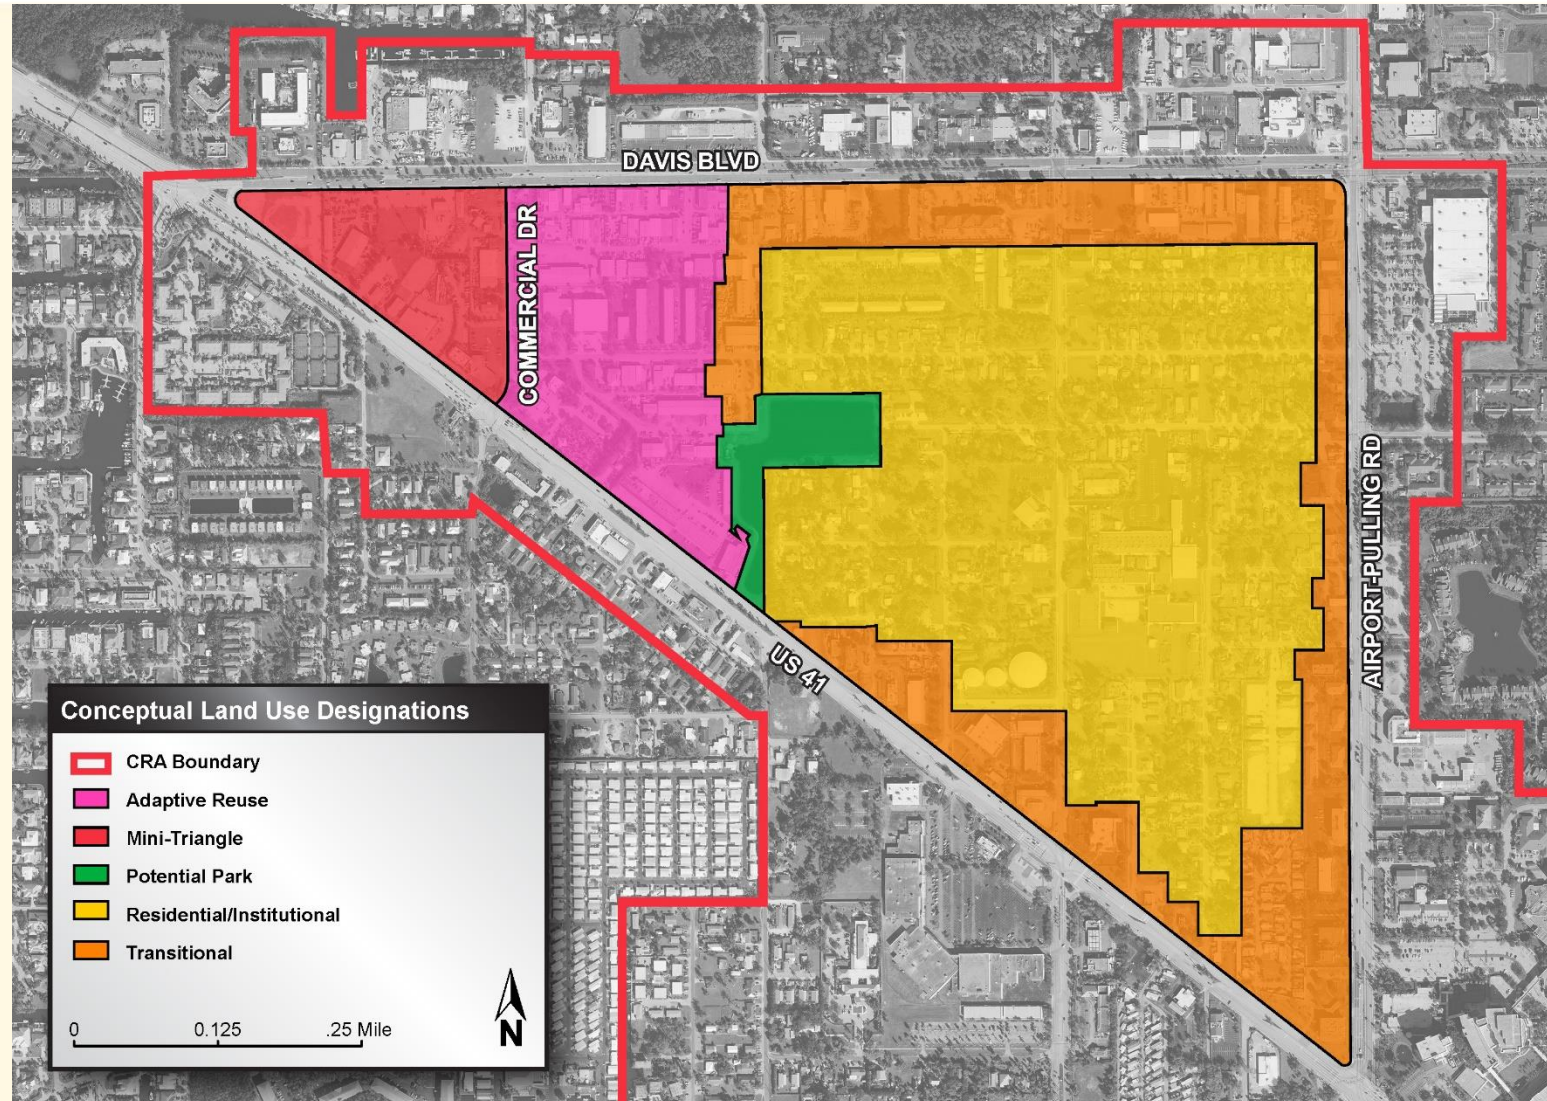 DAVIS BLVD
COMMERCIAL DR
AIRPORT-PULLING RD
US 41
Conceptual Land Use Designations
CRA Boundary
Adaptive Reuse
Mini-Triangle
Potential Park
Residential/Institutional
Transitional
0 0.125 .25 Mile
N